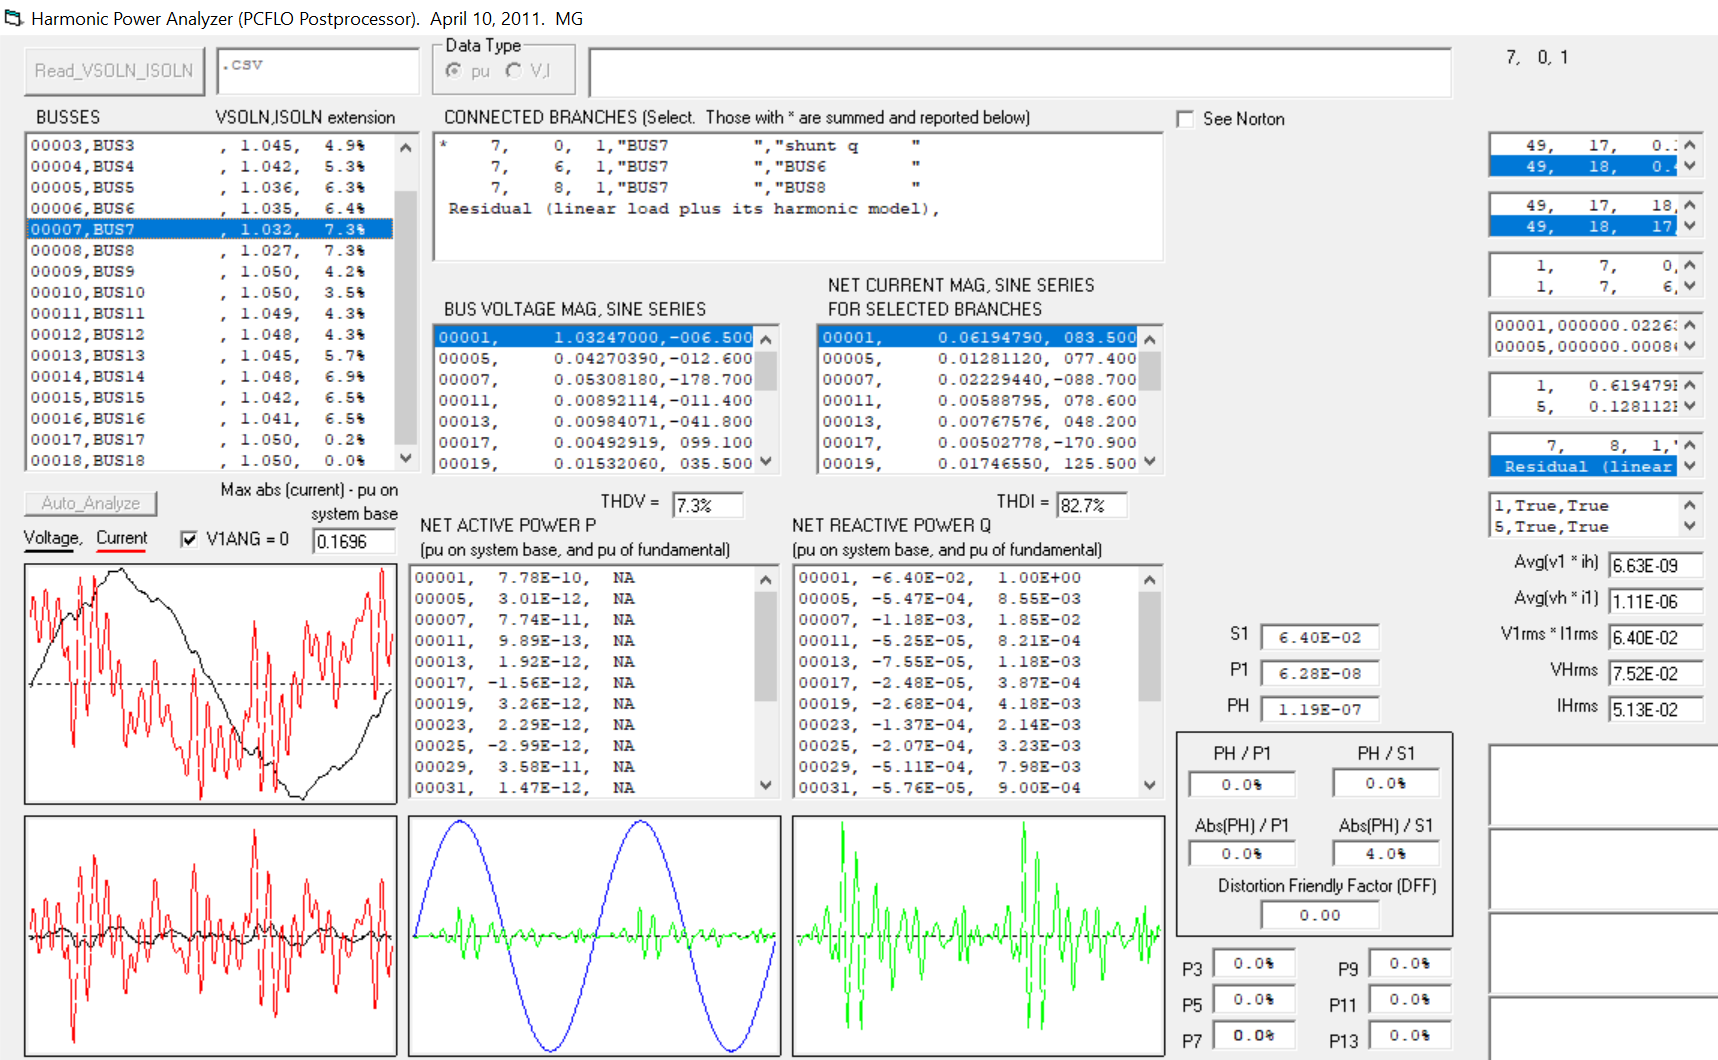 Harmonic Power Analyzer (PCFLO Postprocessor).  April 10, 2011.  MG
Read_VSOLN_ISOLN
.csv
Data Type
pu
V,I
7,   0, 1
BUSSES
VSOLN,ISOLN extension
00003,BUS3       , 1.045,  4.9%
00004,BUS4       , 1.042,  5.3%
00005,BUS5       , 1.036,  6.3%
00006,BUS6       , 1.035,  6.4%
00007,BUS7       , 1.032,  7.3%
00008,BUS8       , 1.027,  7.3%
00009,BUS9       , 1.050,  4.2%
00010,BUS10      , 1.050,  3.5%
00011,BUS11      , 1.049,  4.3%
00012,BUS12      , 1.048,  4.3%
00013,BUS13      , 1.045,  5.7%
00014,BUS14      , 1.048,  6.9%
00015,BUS15      , 1.042,  6.5%
00016,BUS16      , 1.041,  6.5%
00017,BUS17      , 1.050,  0.2%
00018,BUS18      , 1.050,  0.0%
CONNECTED BRANCHES (Select.  Those with * are summed and reported below)
*    7,    0,  1,"BUS7        ","shunt q     "
7,    6,  1,"BUS7        ","BUS6        "
7,    8,  1,"BUS7        ","BUS8        "
Residual (linear load plus its harmonic model),
See Norton
BUS VOLTAGE MAG, SINE SERIES
00001,     1.03247000,-006.500
00005,     0.04270390,-012.600
00007,     0.05308180,-178.700
00011,     0.00892114,-011.400
00013,     0.00984071,-041.800
00017,     0.00492919, 099.100
00019,     0.01532060, 035.500
NET CURRENT MAG, SINE SERIES
FOR SELECTED BRANCHES
00001,     0.06194790, 083.500
00005,     0.01281120, 077.400
00007,     0.02229440,-088.700
00011,     0.00588795, 078.600
00013,     0.00767576, 048.200
00017,     0.00502778,-170.900
00019,     0.01746550, 125.500
49,   17,   0.
49,   18,   0.
49,   17,   18,
49,   18,   17
1,   7,   0,
1,   7,   6,
00001,000000.0226
00005,000000.0008
1,   0.619479
5,   0.128112
7,    8,  1,"
Residual (linear
1,True,True
5,True,True
Auto_Analyze
Max abs (current) - pu on
system base
Voltage,
Current
V1ANG = 0
0.1696
THDV =
7.3%
THDI =
82.7%
NET ACTIVE POWER P
(pu on system base, and pu of fundamental)
00001,  7.78E-10,  NA
00005,  3.01E-12,  NA
00007,  7.74E-11,  NA
00011,  9.89E-13,  NA
00013,  1.92E-12,  NA
00017, -1.56E-12,  NA
00019,  3.26E-12,  NA
00023,  2.29E-12,  NA
00025, -2.99E-12,  NA
00029,  3.58E-11,  NA
00031,  1.47E-12,  NA
NET REACTIVE POWER Q
(pu on system base, and pu of fundamental)
00001, -6.40E-02,  1.00E+00
00005, -5.47E-04,  8.55E-03
00007, -1.18E-03,  1.85E-02
00011, -5.25E-05,  8.21E-04
00013, -7.55E-05,  1.18E-03
00017, -2.48E-05,  3.87E-04
00019, -2.68E-04,  4.18E-03
00023, -1.37E-04,  2.14E-03
00025, -2.07E-04,  3.23E-03
00029, -5.11E-04,  7.98E-03
00031, -5.76E-05,  9.00E-04
S1
6.40E-02
P1
6.28E-08
PH
1.19E-07
Avg(v1 * ih)
6.63E-09
Avg(vh * i1)
1.11E-06
V1rms * I1rms
6.40E-02
VHrms
7.52E-02
IHrms
5.13E-02
PH / P1
PH / S1
0.0%
0.0%
Abs(PH) / P1
Abs(PH) / S1
0.0%
4.0%
Distortion Friendly Factor (DFF)
0.00
P3
0.0%
P9
0.0%
P5
0.0%
P11
0.0%
P7
0.0%
P13
0.0%